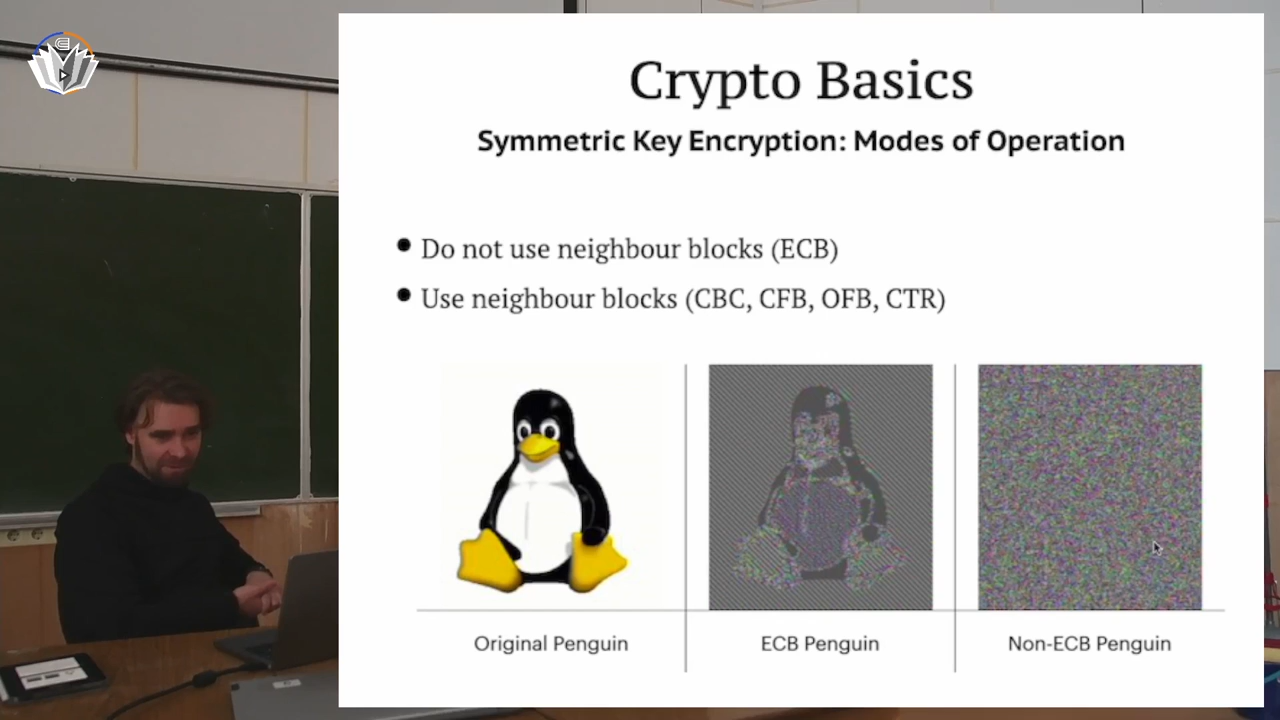 Crypto Basics
Symmetric Key Encryption: Modes of Operation
Do not use neighbour blocks (ECB)
Use neighbour blocks (CBC, CFB, OFB, CTR)
Original Penguin
ECB Penguin
Non-ECB Penguin